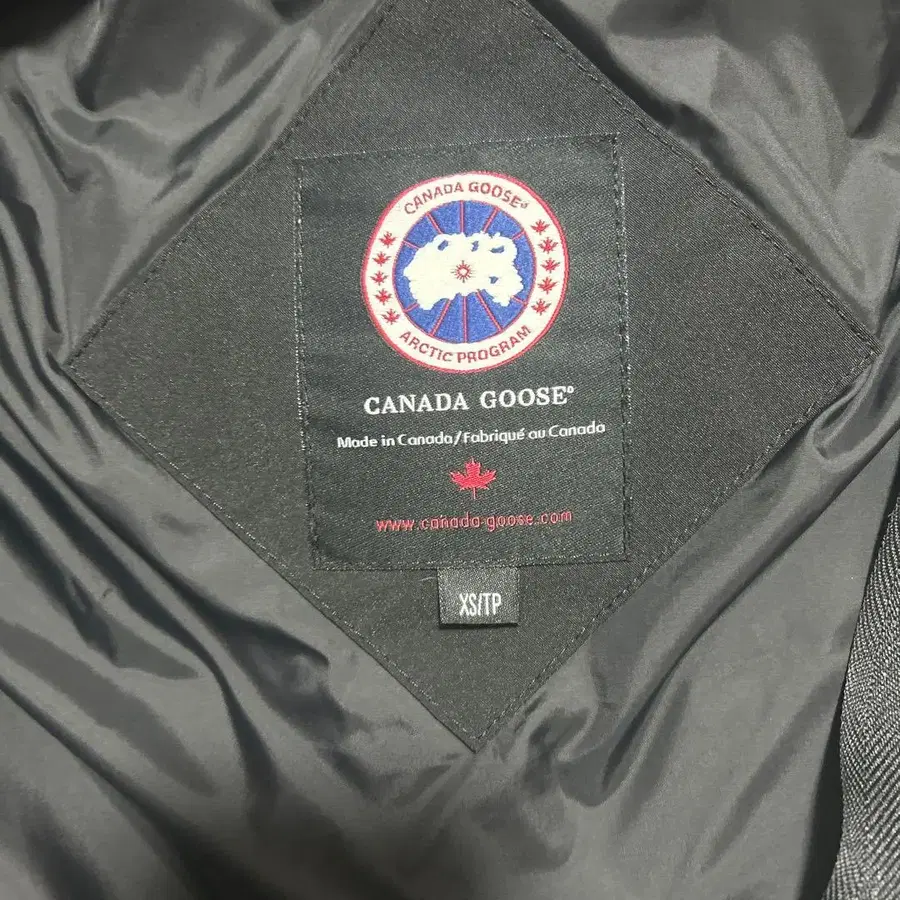 CANADA GOOSE®
ARCTIC PROGRAM
CANADA GOOSE®
Made in Canada/Fabriqué au Canada
www.canada-goose.com
XS/TP